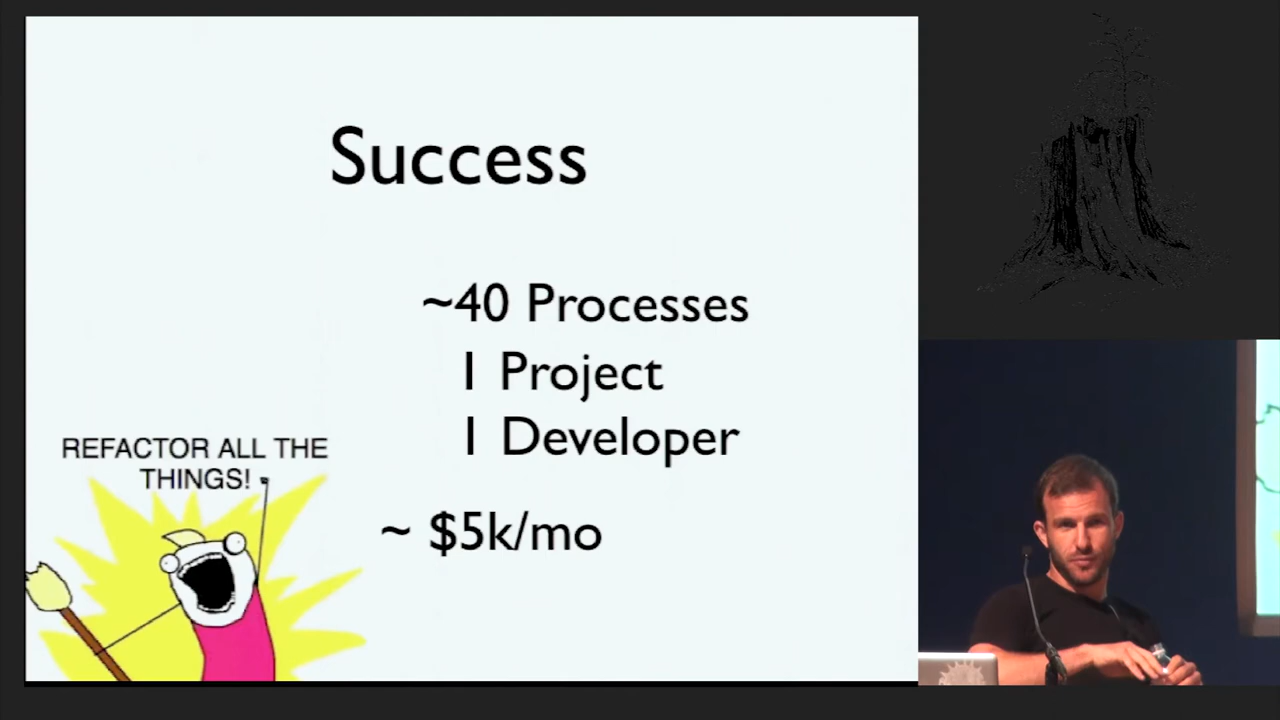 Success
~40 Processes
1 Project
1 Developer
~ $5k/mo
REFACTOR ALL THE
THINGS!